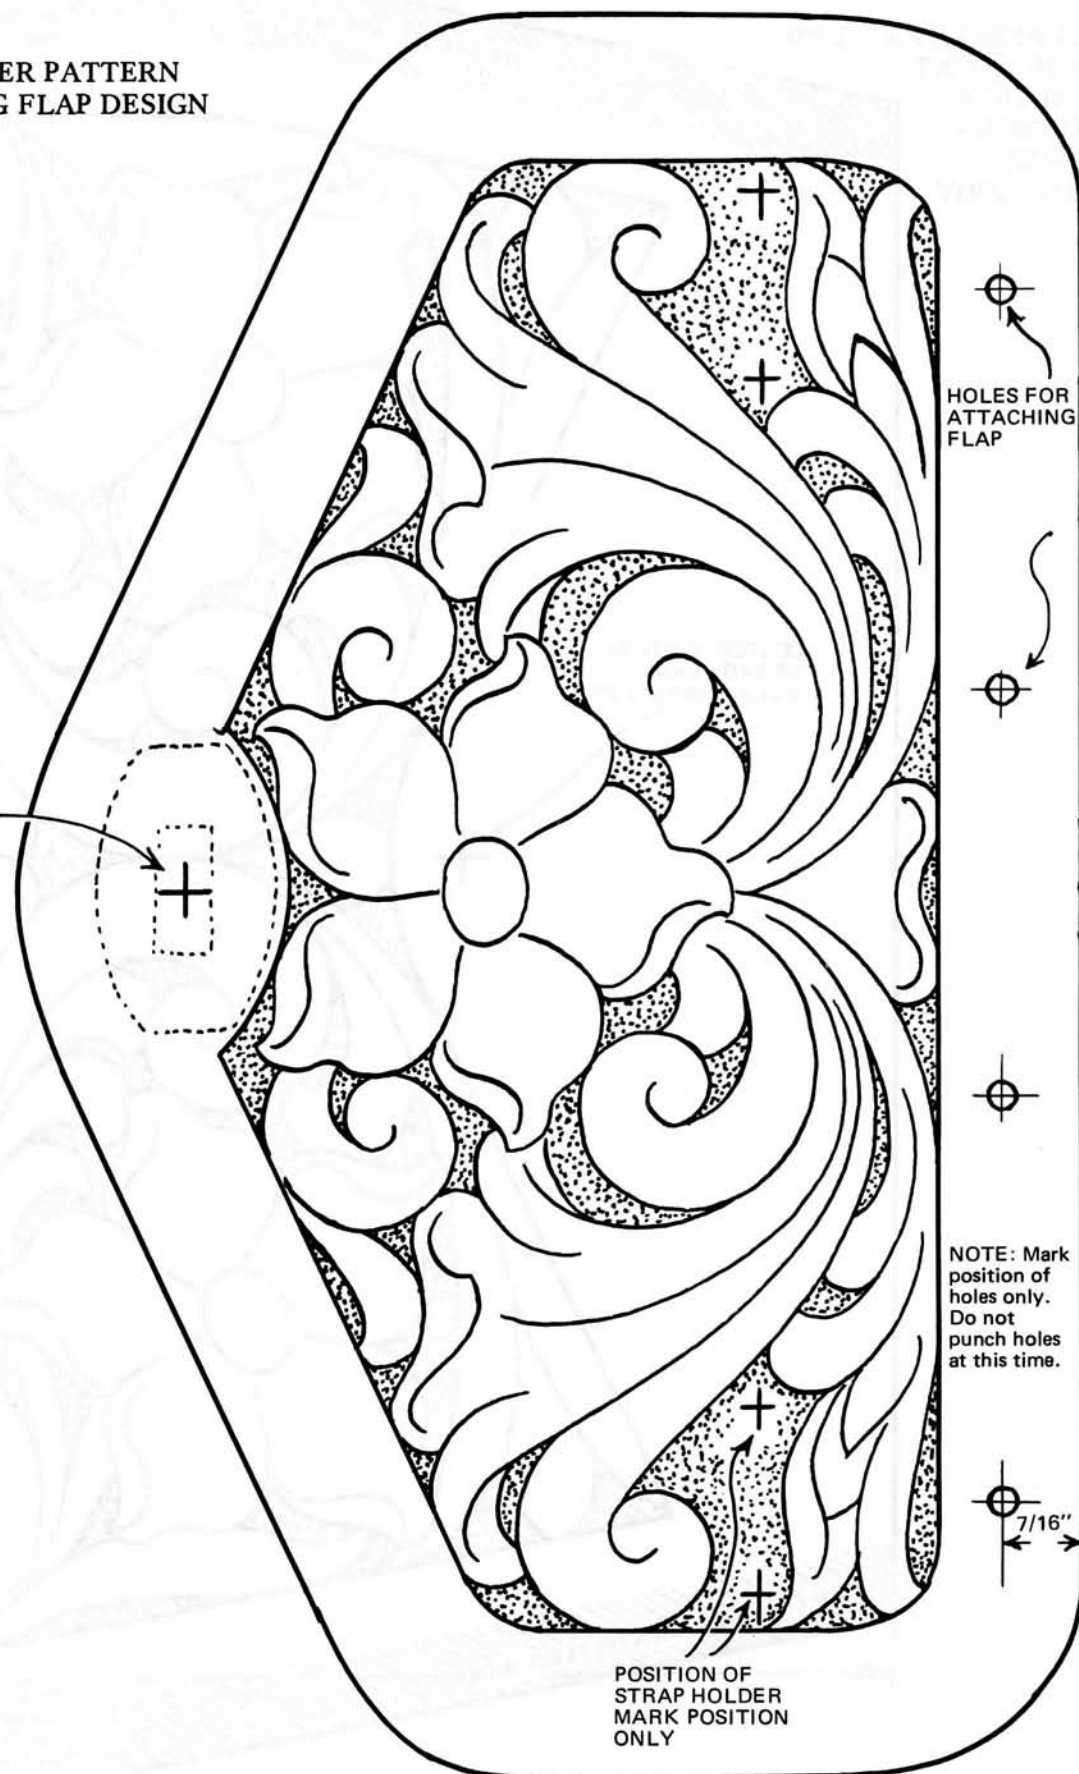 ER PATTERN
G FLAP DESIGN
HOLES FOR
ATTACHING
FLAP
NOTE: Mark
position of
holes only.
Do not
punch holes
at this time.
7/16"
POSITION OF
STRAP HOLDER
MARK POSITION
ONLY